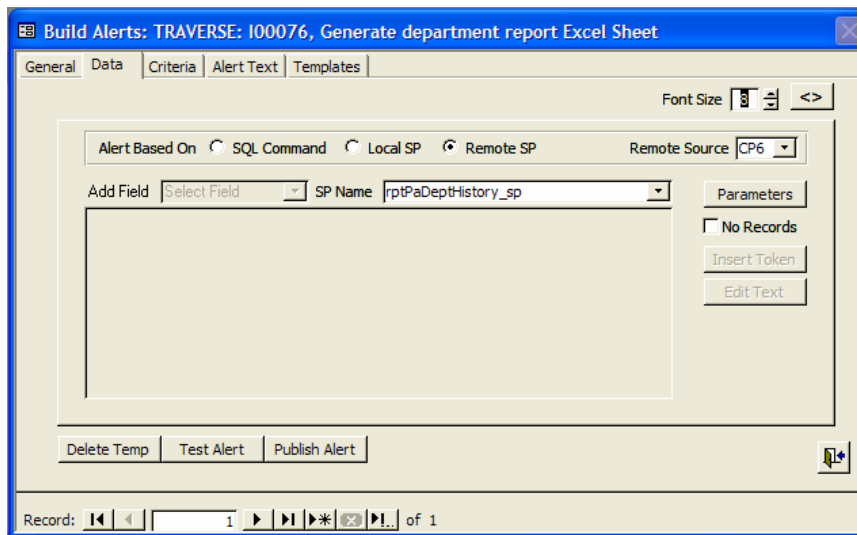 Build Alerts: TRAVERSE: I00076, Generate department report Excel Sheet
General Data Criteria Alert Text Templates
Font Size 8 <>
Alert Based On SQL Command Local SP Remote SP Remote Source CP6
Add Field Select Field SP Name rptPaDeptHistory_sp Parameters
No Records
Insert Token
Edit Text
Delete Temp Test Alert Publish Alert
Record: 1 of 1